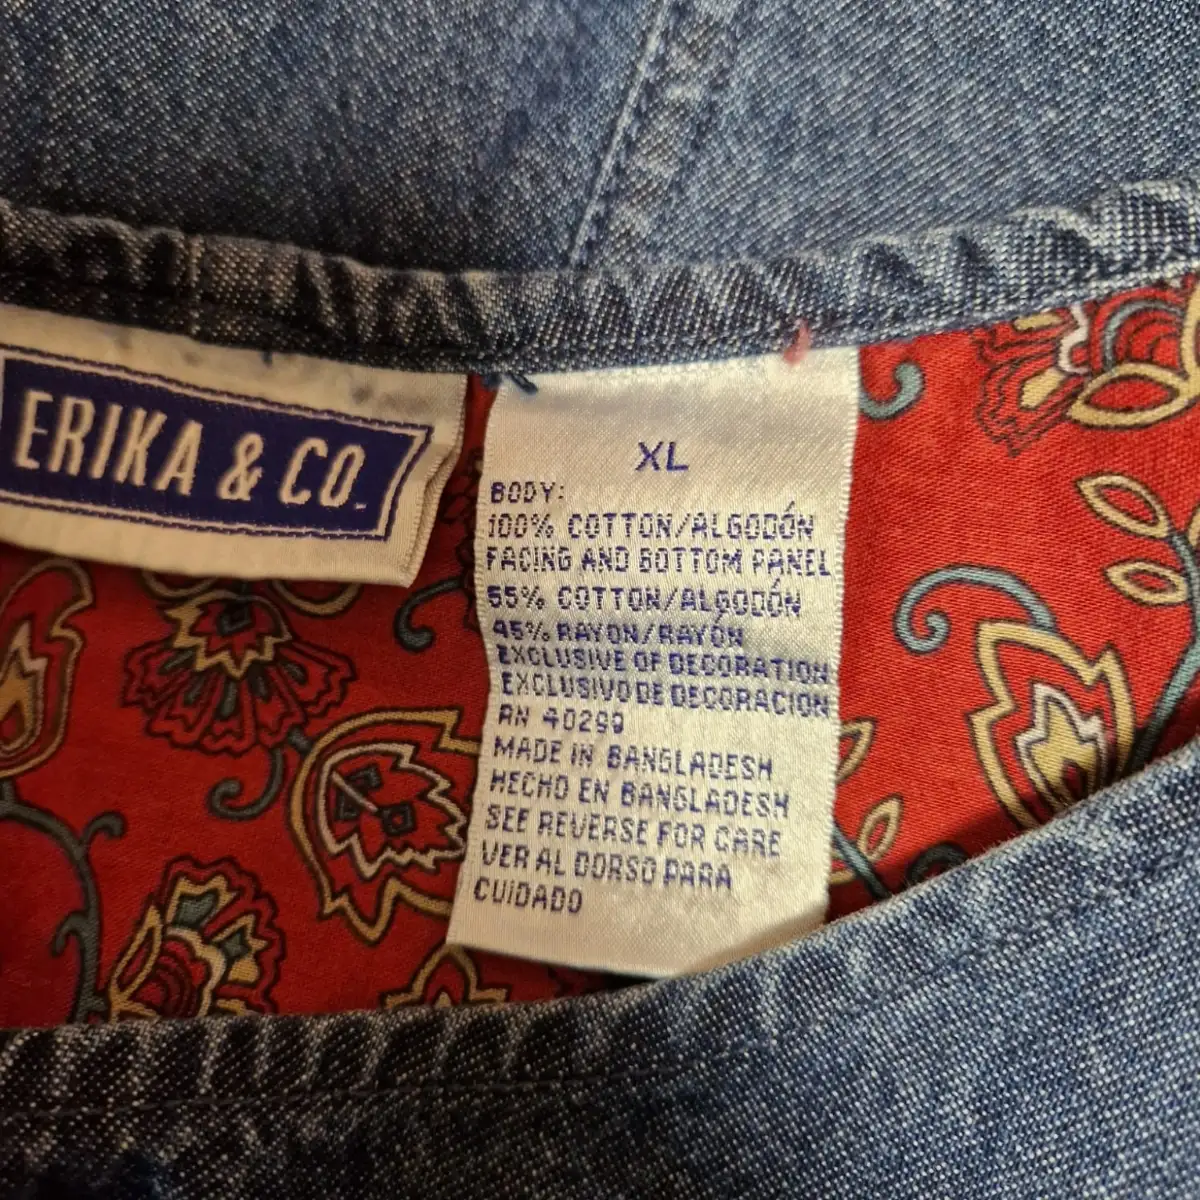 ERIKA & CO.
XL
BODY:
100% COTTON/ALGODÓN
FACING AND BOTTOM PANEL
55% COTTON/ALGODÓN
45% RAYON/RAYÓN
EXCLUSIVE OF DECORATION
EXCLUSIVO DE DECORACION
RN 40299
MADE IN BANGLADESH
HECHO EN BANGLADESH
SEE REVERSE FOR CARE
VER AL DORSO PARA
CUIDADO